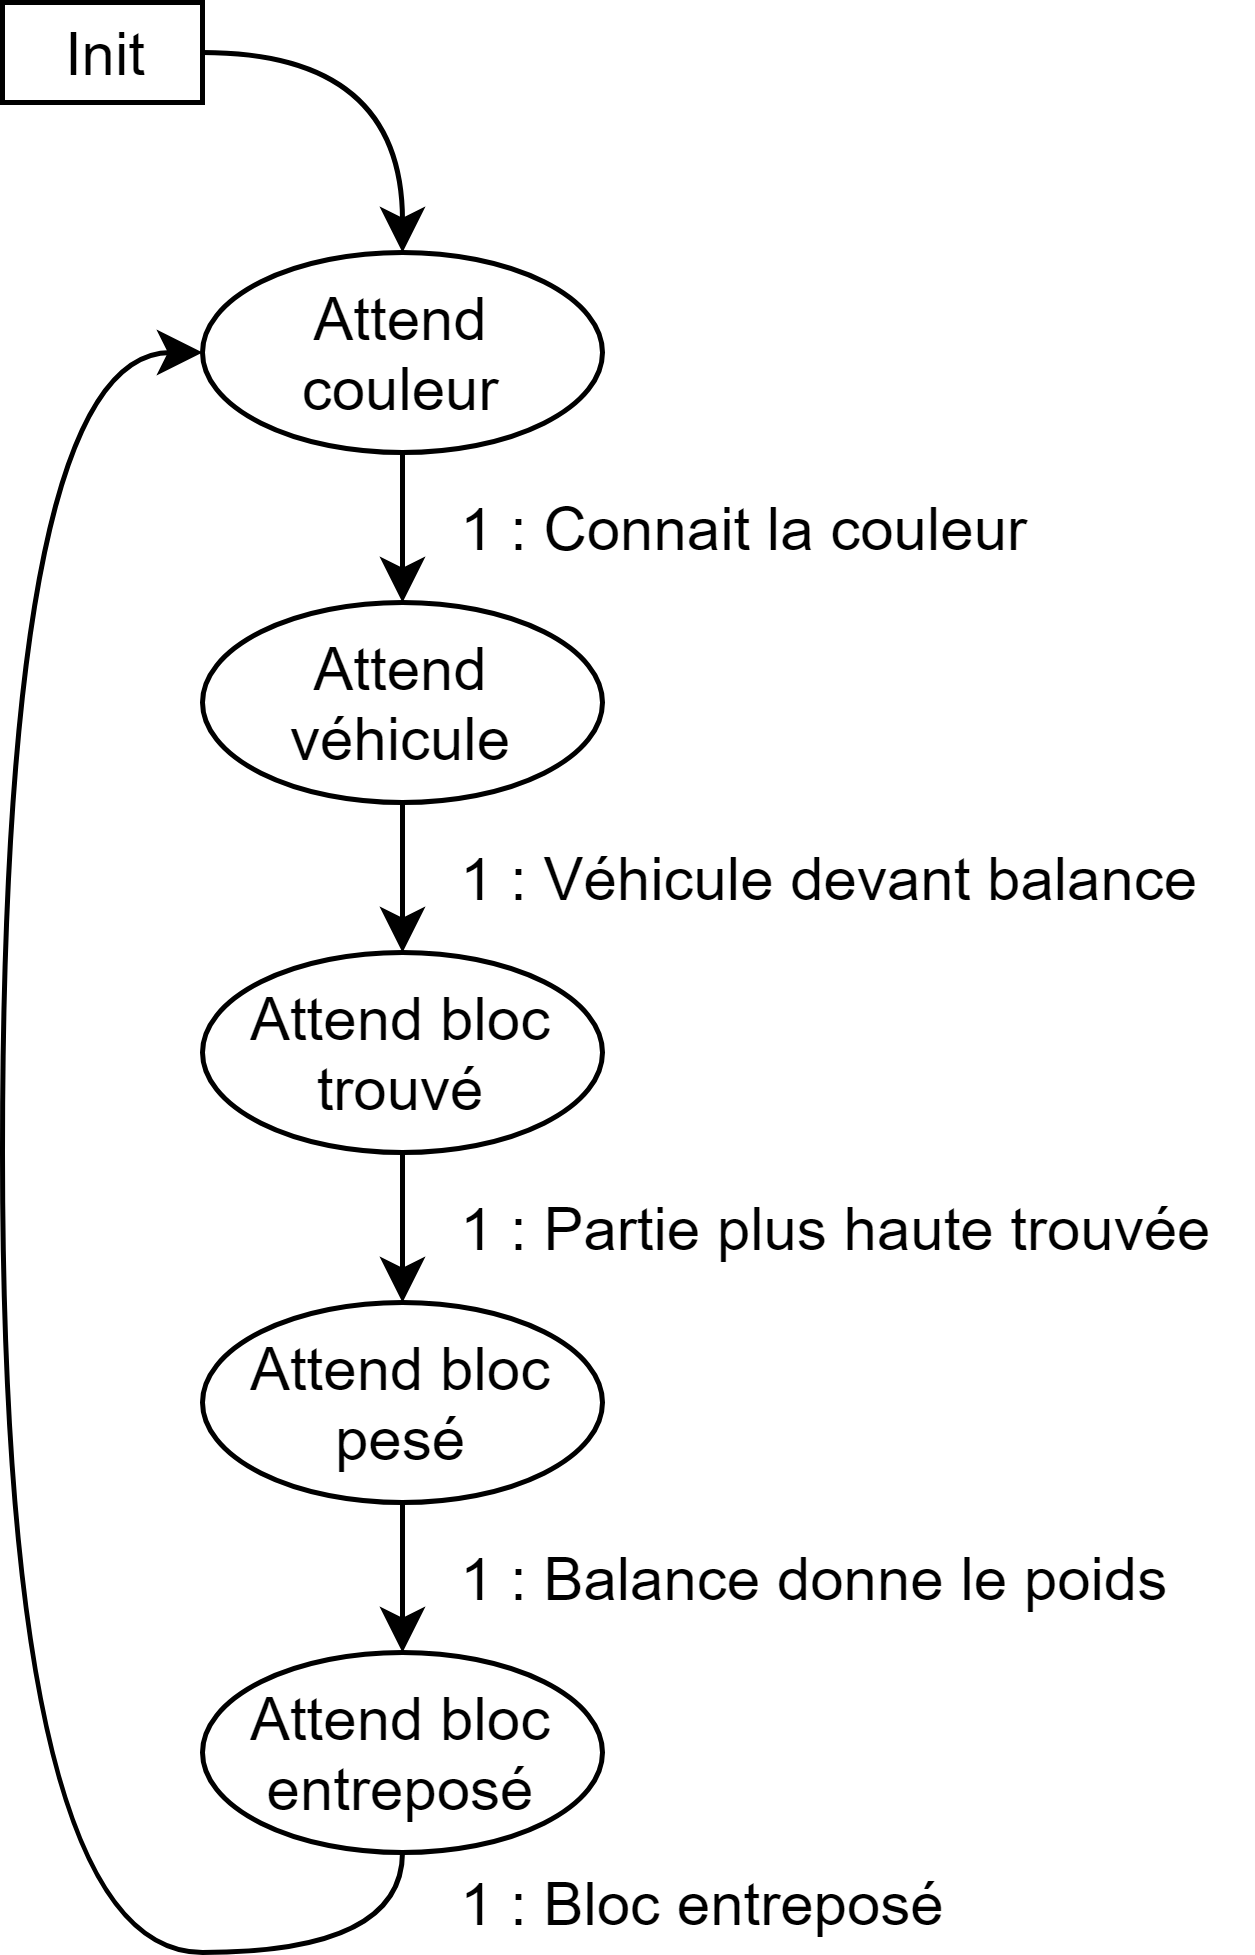 Init
Attend
couleur
1 : Connait la couleur
Attend
véhicule
1 : Véhicule devant balance
Attend bloc
trouvé
1 : Partie plus haute trouvée
Attend bloc
pesé
1 : Balance donne le poids
Attend bloc
entreposé
1 : Bloc entreposé